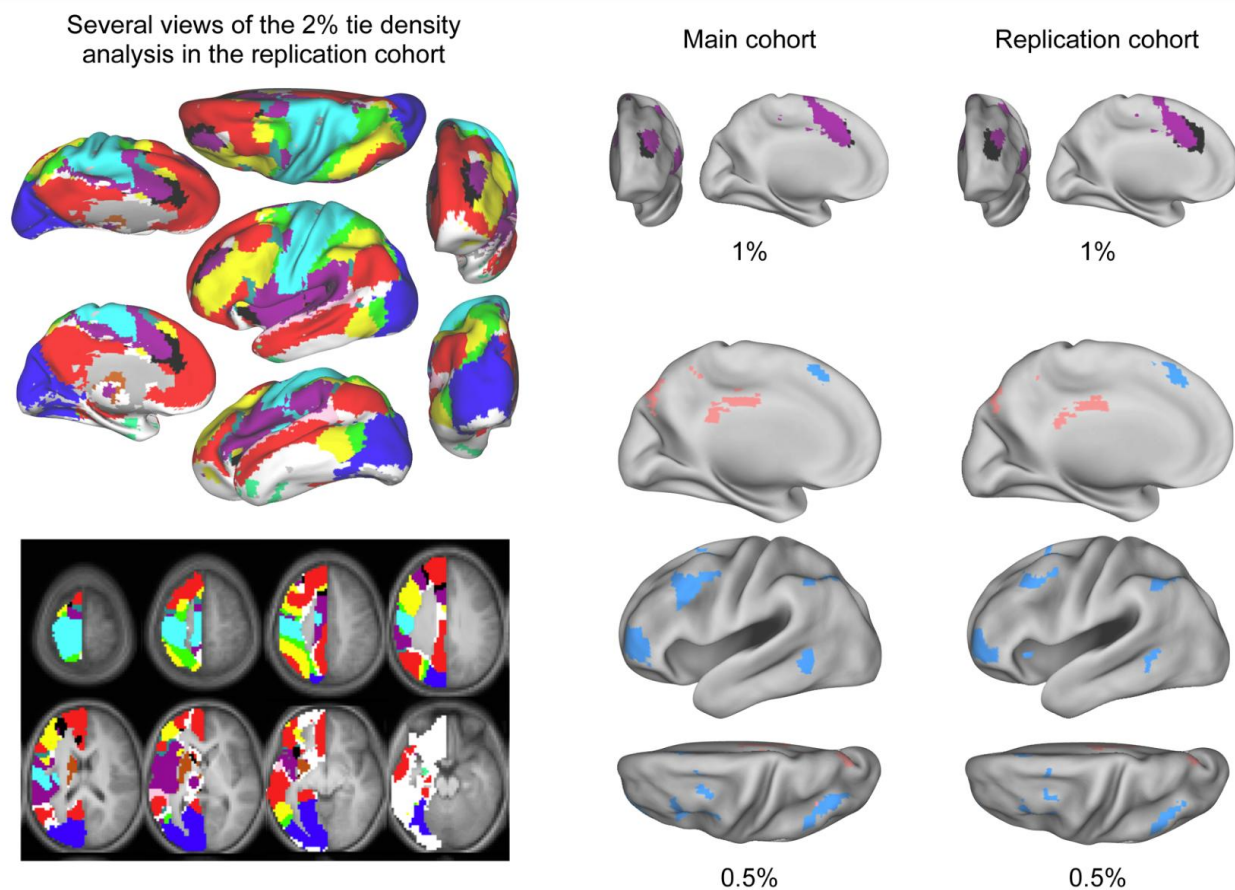 Several views of the 2% tie density
analysis in the replication cohort
Main cohort
Replication cohort
1%
1%
0.5%
0.5%